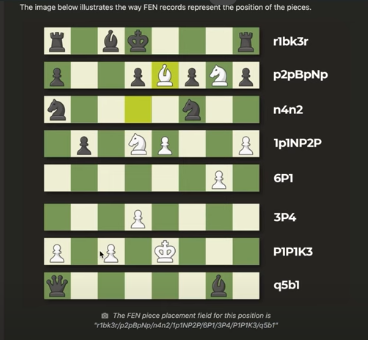 The image below illustrates the way FEN records represent the position of the pieces.
r1bk3r
p2pBpNp
n4n2
1p1NP2P
6P1
3P4
P1P1K3
q5b1
The FEN piece placement field for this position is
"r1bk3r/p2pBpNp/n4n2/1p1NP2P/6P1/3P4/P1P1K3/q5b1"